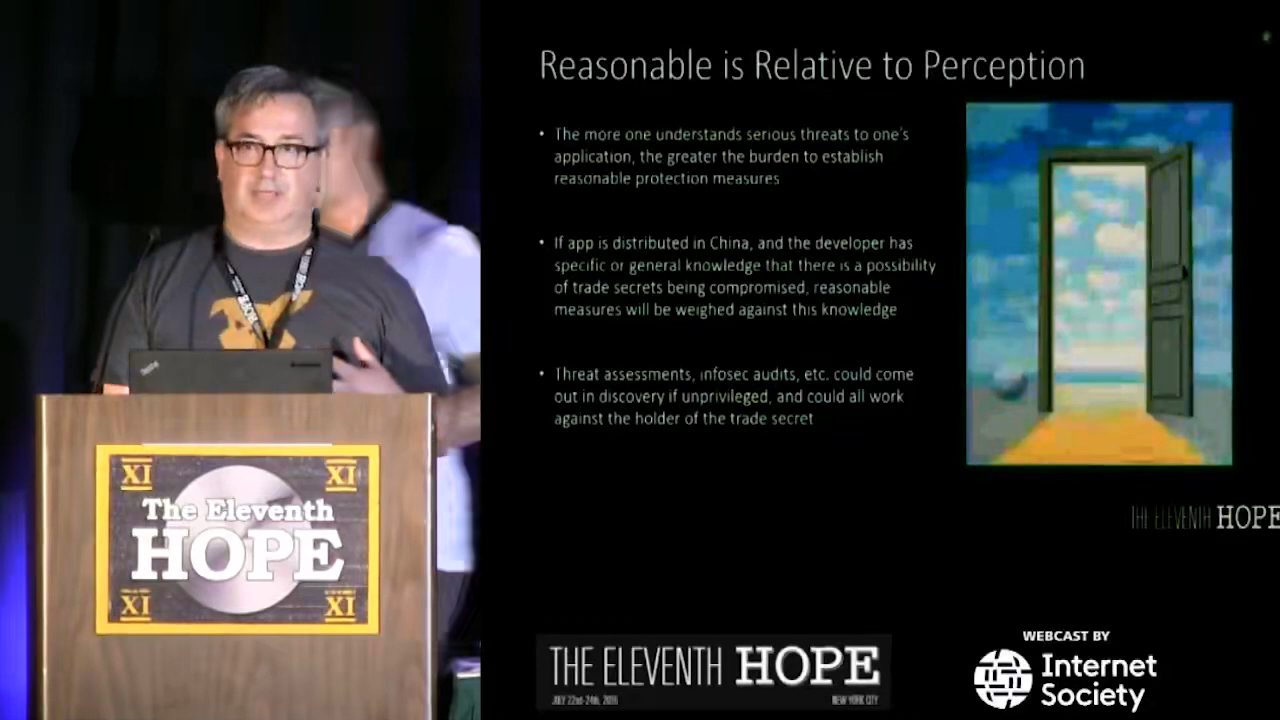 Reasonable is Relative to Perception
• The more one understands serious threats to one's
application, the greater the burden to establish
reasonable protection measures
• If app is distributed in China, and the developer has
specific or general knowledge that there is a possibility
of trade secrets being compromised, reasonable
measures will be weighed against this knowledge
• Threat assessments, infosec audits, etc. could come
out in discovery if unprivileged, and could all work
against the holder of the trade secret
THE ELEVENTH HOPE
HOPE
ThinkPad
XI XI
The Eleventh
HOPE
XI XI
THE ELEVENTH HOPE
JULY 22nd-24th, 2016 NEW YORK CITY
WEBCAST BY
Internet
Society